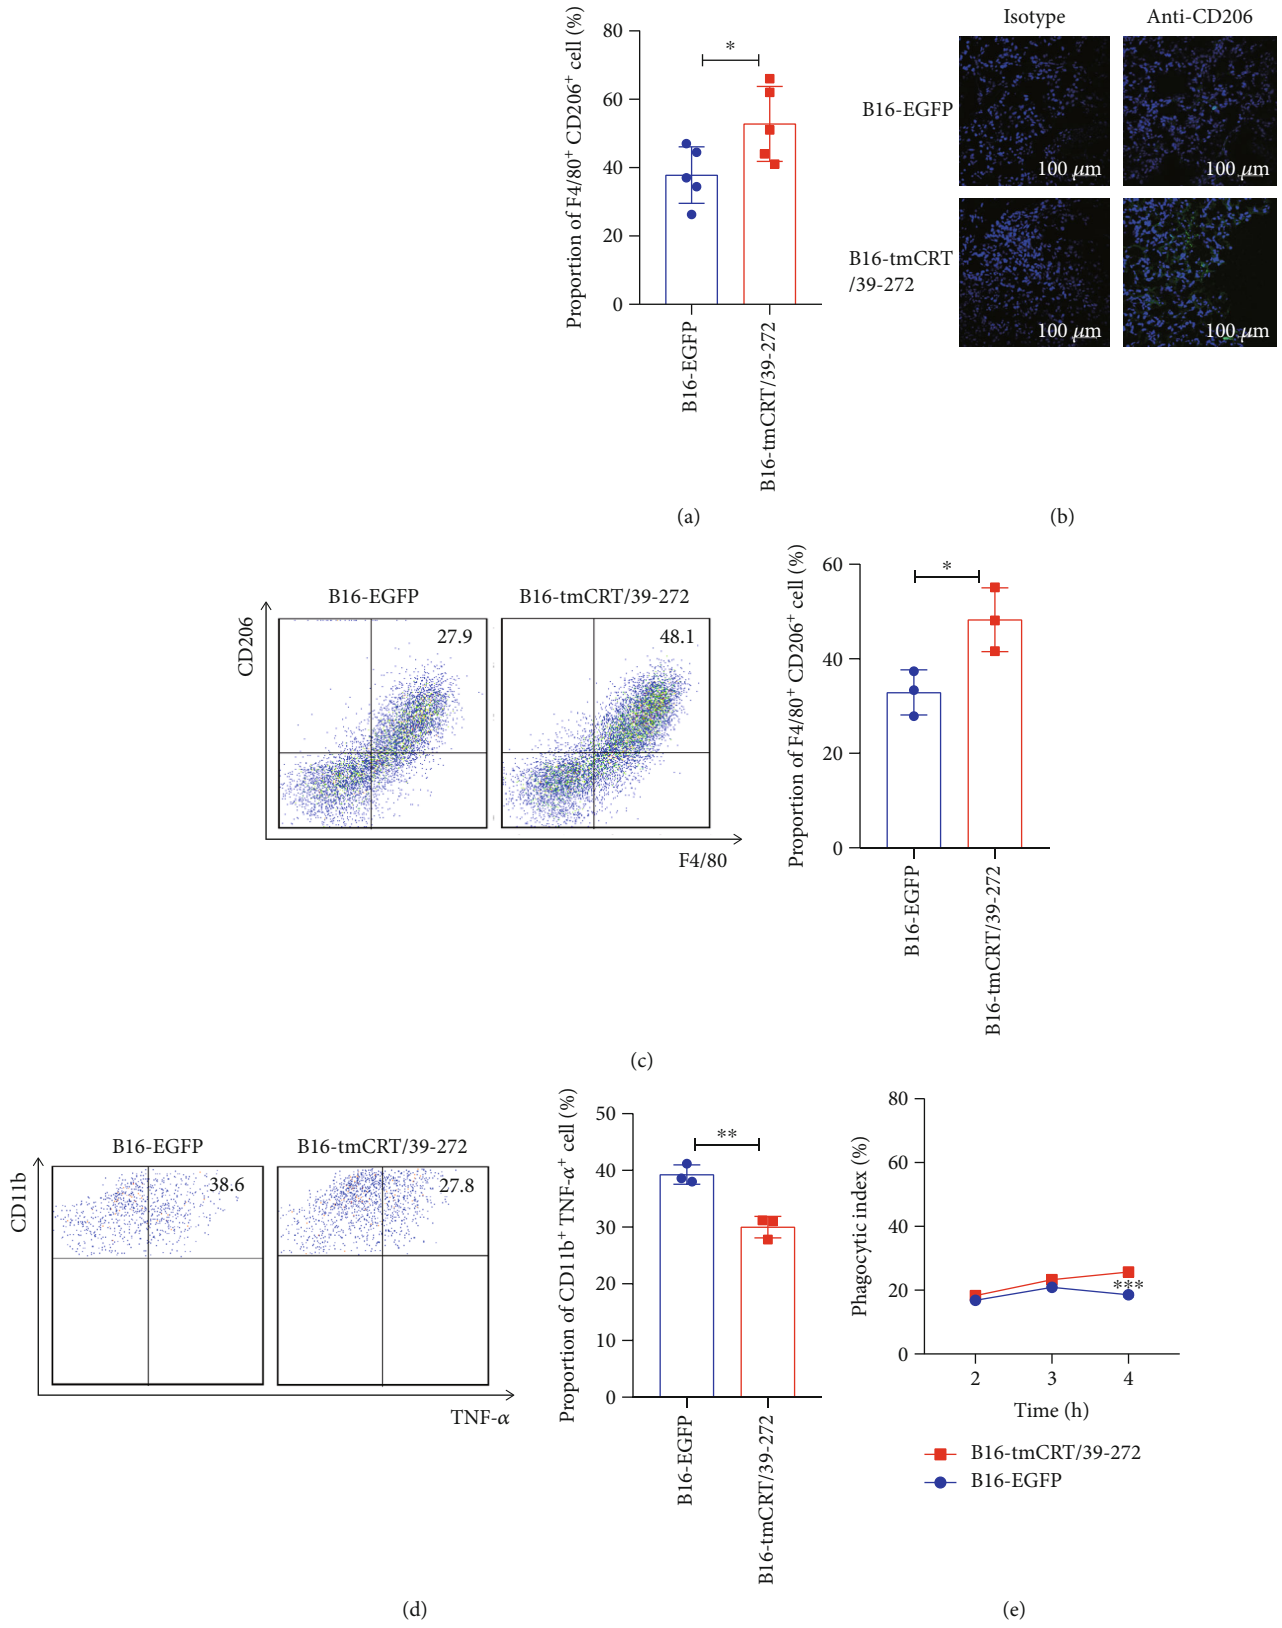 Proportion of F4/80⁺ CD206⁺ cell (%)
80
60
40
20
0
*
B16-EGFP
B16-tmCRT/39-272
(a)
Isotype
Anti-CD206
B16-EGFP
100 μm
100 μm
B16-tmCRT
/39-272
100 μm
100 μm
(b)
CD206
B16-EGFP
27.9
B16-tmCRT/39-272
48.1
F4/80
Proportion of F4/80⁺ CD206⁺ cell (%)
60
40
20
0
*
B16-EGFP
B16-tmCRT/39-272
(c)
CD11b
B16-EGFP
38.6
B16-tmCRT/39-272
27.8
TNF-α
Proportion of CD11b⁺ TNF-α⁺ cell (%)
50
40
30
20
10
0
**
B16-EGFP
B16-tmCRT/39-272
(d)
Phagocytic index (%)
80
60
40
20
0
***
2 3 4
Time (h)
B16-tmCRT/39-272
B16-EGFP
(e)